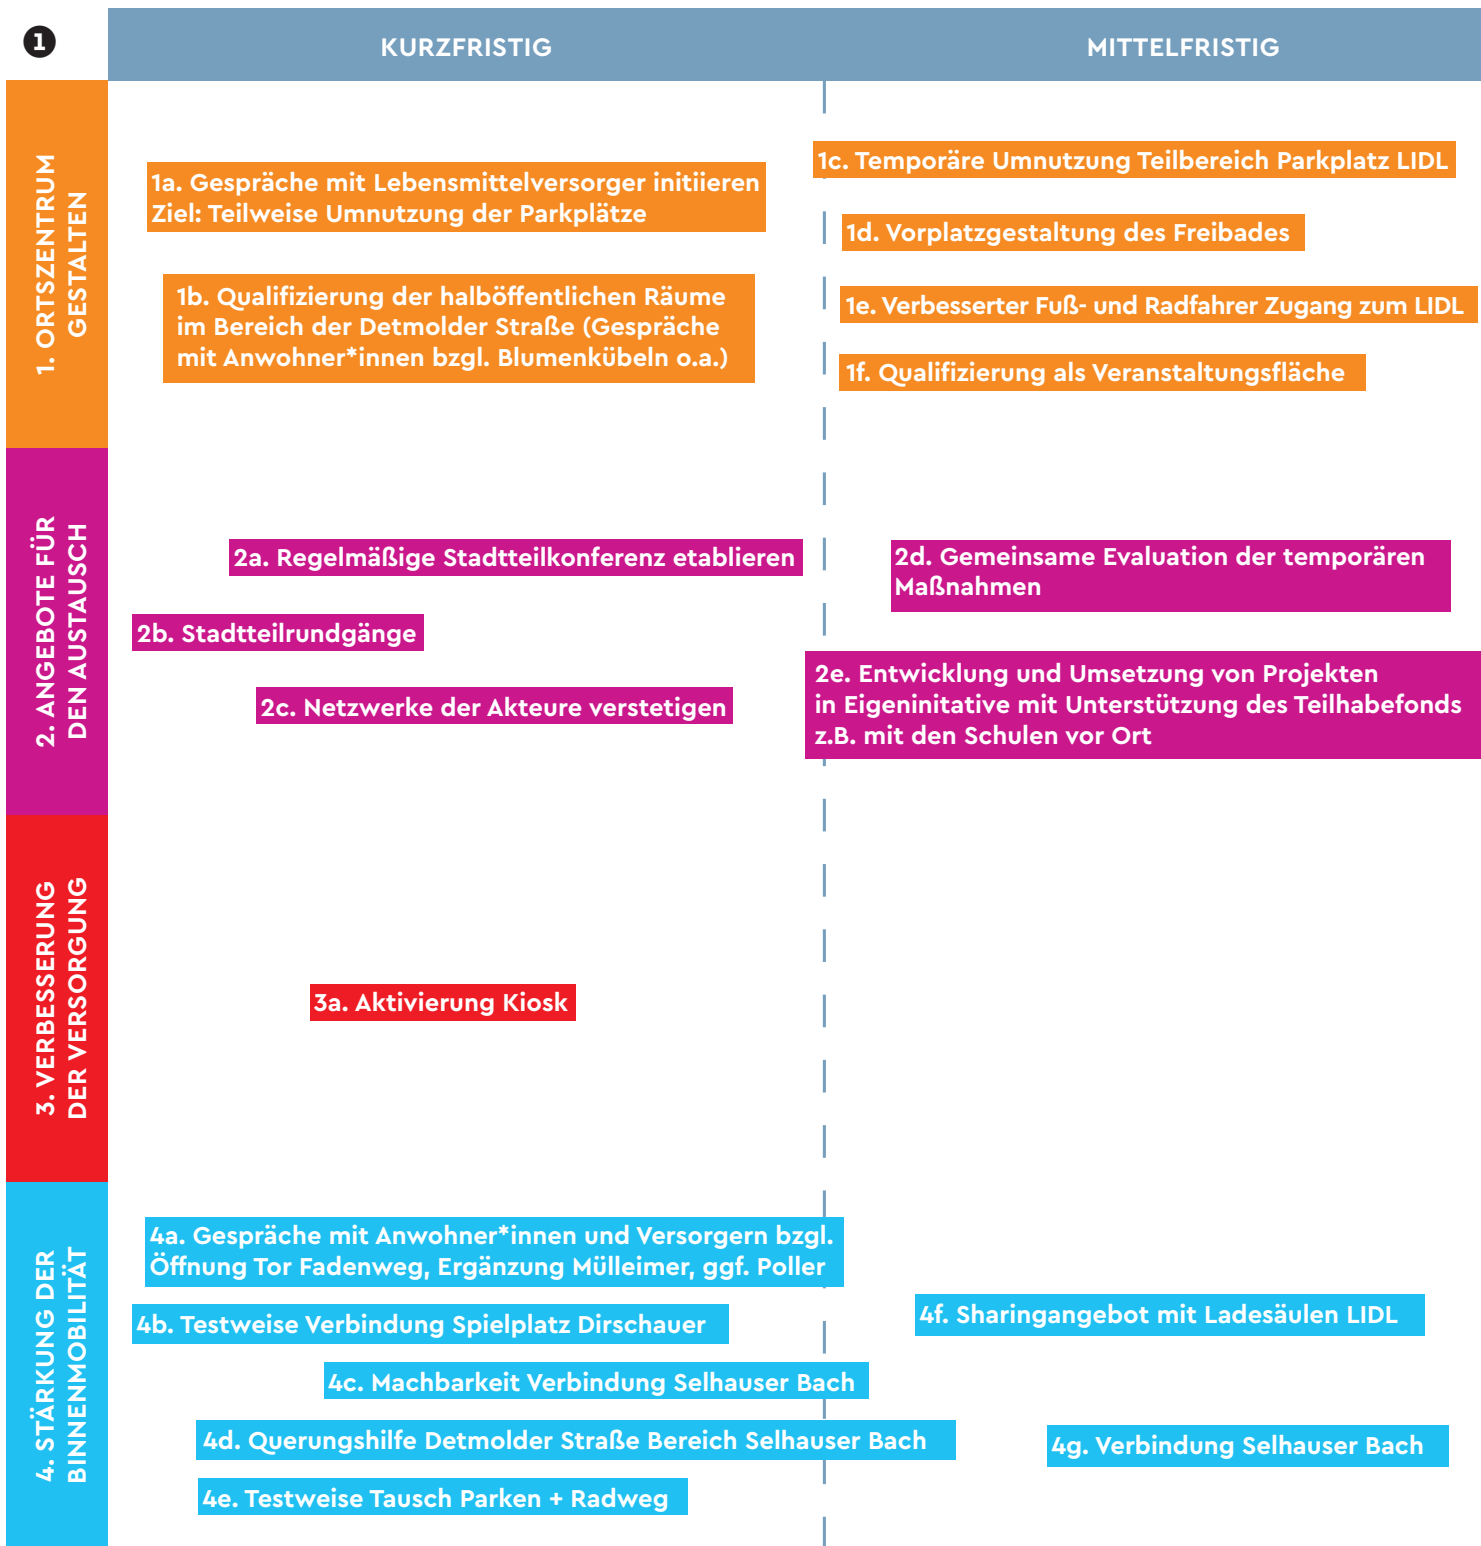 1
KURZFRISTIG
MITTELFRISTIG
1. ORTSZENTRUM
GESTALTEN
1a. Gespräche mit Lebensmittelversorger initiieren
Ziel: Teilweise Umnutzung der Parkplätze
1b. Qualifizierung der halböffentlichen Räume
im Bereich der Detmolder Straße (Gespräche
mit Anwohner*innen bzgl. Blumenkübeln o.a.)
1c. Temporäre Umnutzung Teilbereich Parkplatz LIDL
1d. Vorplatzgestaltung des Freibades
1e. Verbesserter Fuß- und Radfahrer Zugang zum LIDL
1f. Qualifizierung als Veranstaltungsfläche
2. ANGEBOTE FÜR
DEN AUSTAUSCH
2a. Regelmäßige Stadtteilkonferenz etablieren
2b. Stadtteilrundgänge
2c. Netzwerke der Akteure verstetigen
2d. Gemeinsame Evaluation der temporären
Maßnahmen
2e. Entwicklung und Umsetzung von Projekten
in Eigeninitative mit Unterstützung des Teilhabefonds
z.B. mit den Schulen vor Ort
3. VERBESSERUNG
DER VERSORGUNG
3a. Aktivierung Kiosk
4. STÄRKUNG DER
BINNENMOBILITÄT
4a. Gespräche mit Anwohner*innen und Versorgern bzgl.
Öffnung Tor Fadenweg, Ergänzung Mülleimer, ggf. Poller
4b. Testweise Verbindung Spielplatz Dirschauer
4c. Machbarkeit Verbindung Selhauser Bach
4d. Querungshilfe Detmolder Straße Bereich Selhauser Bach
4e. Testweise Tausch Parken + Radweg
4f. Sharingangebot mit Ladesäulen LIDL
4g. Verbindung Selhauser Bach